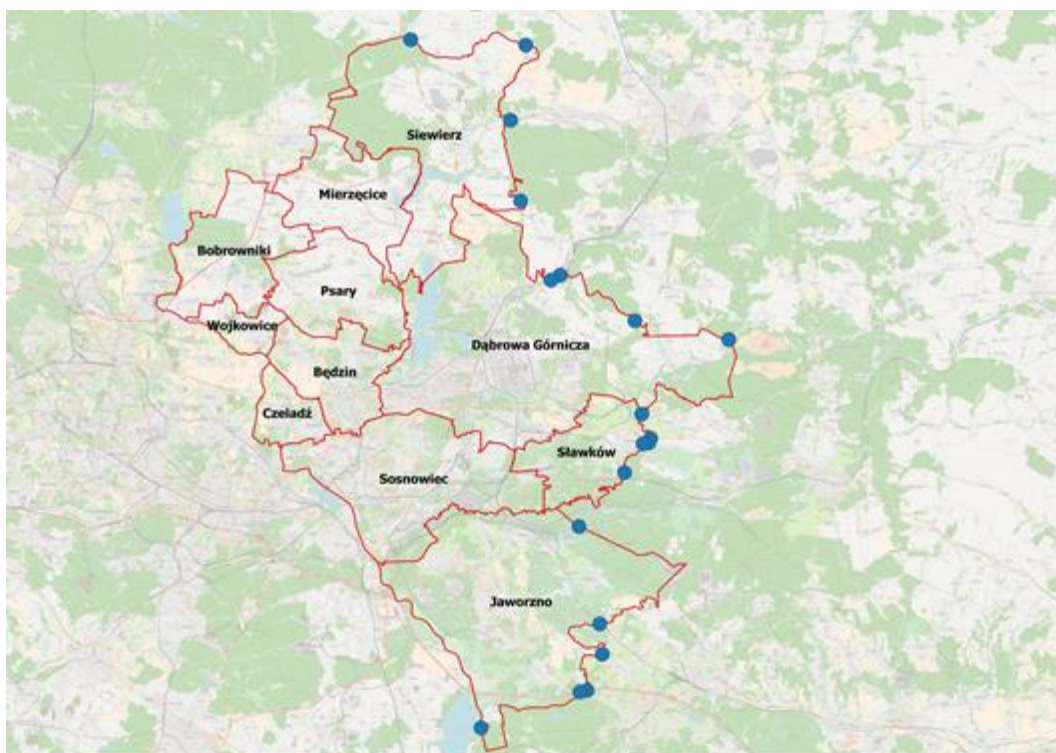 Siewierz
Mierzęcice
Bobrowniki
Psary
Wojkowice
Dąbrowa Górnicza
Będzin
Czeladź
Sławków
Sosnowiec
Jaworzno